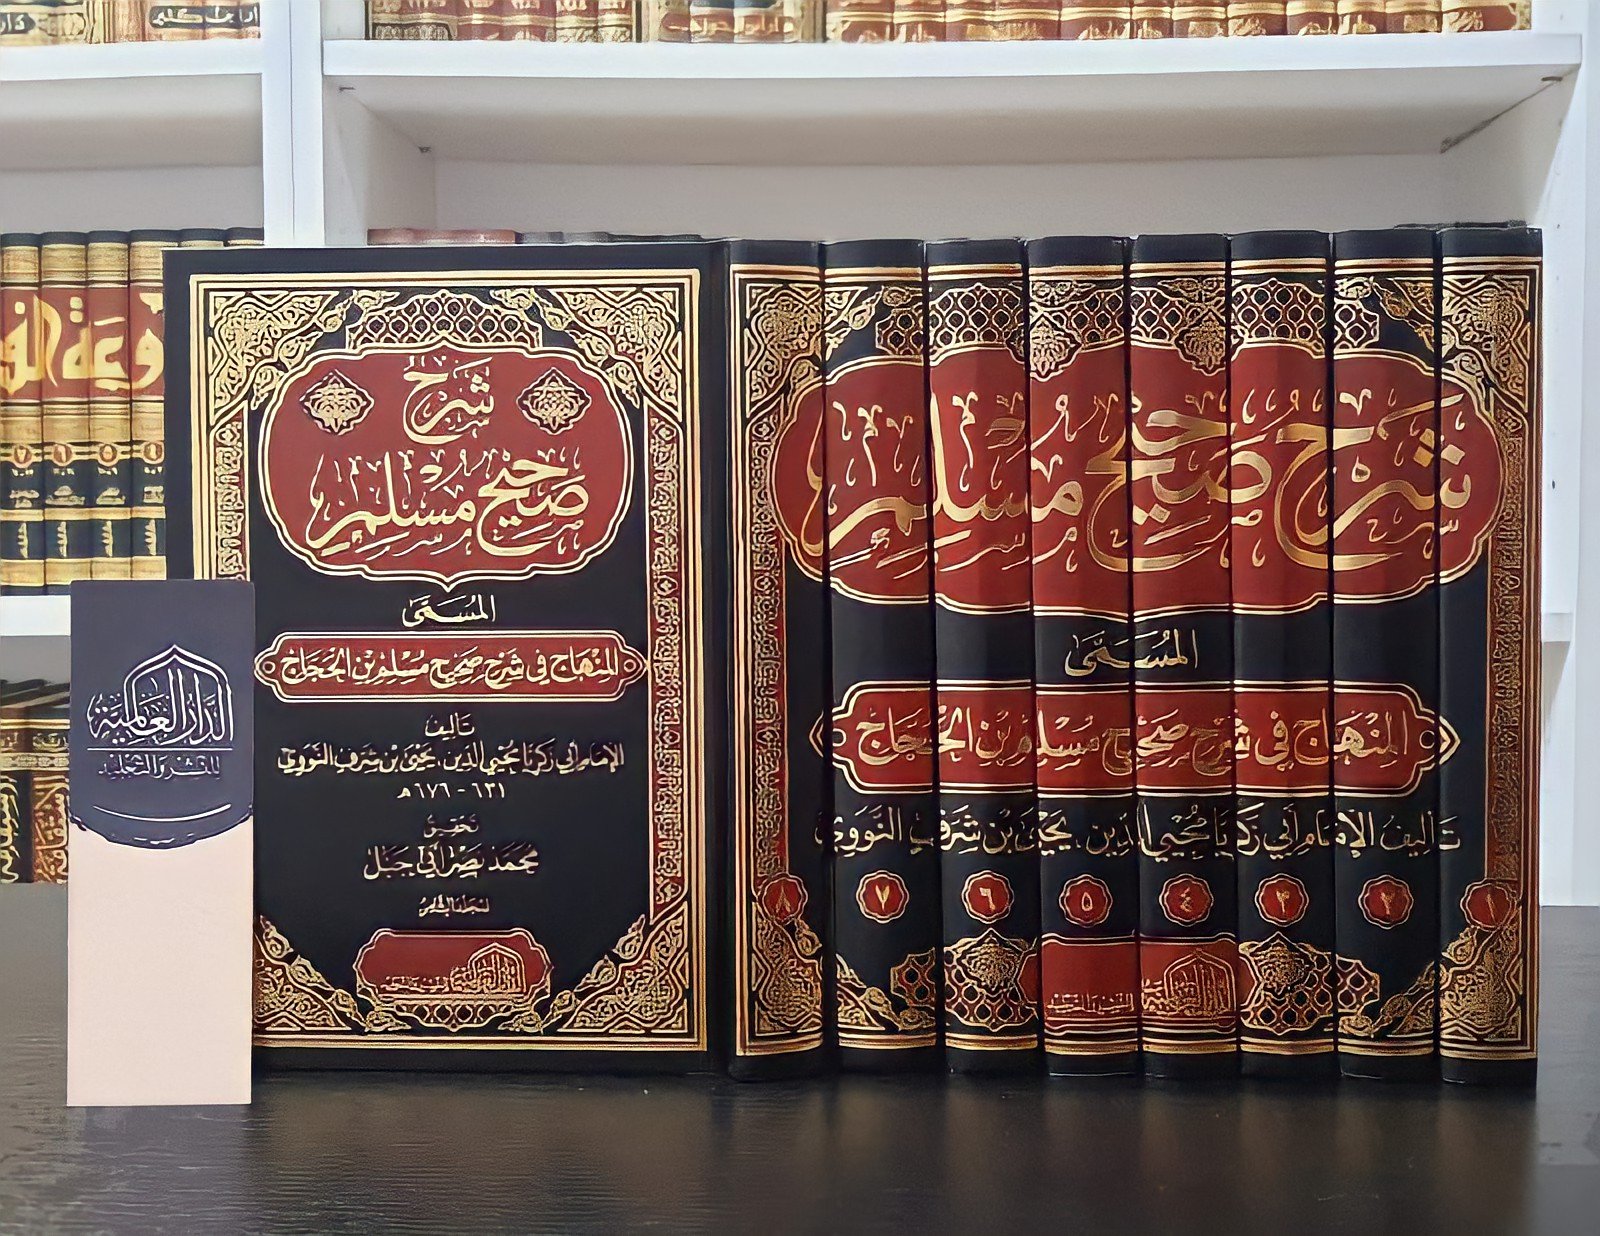 شرح
صحيح مسلم
المسمى
المنهاج في شرح صحيح مسلم بن الحجاج
تأليف
الإمام أبي زكريا محيي الدين، يحيى بن شرف النووي
٦٣١ - ٦٧٦ هـ
تحقيق
محمد نصر أبي جبل
المجلد الثامن
شرح صحيح مسلم
المسمى
المنهاج في شرح صحيح مسلم بن الحجاج
تأليف الإمام أبي زكريا محيي الدين، يحيى بن شرف النووي
١ ٢ ٣ ٤ ٥ ٦ ٧ ٨
الدار العالمية
للنشر والتجليد